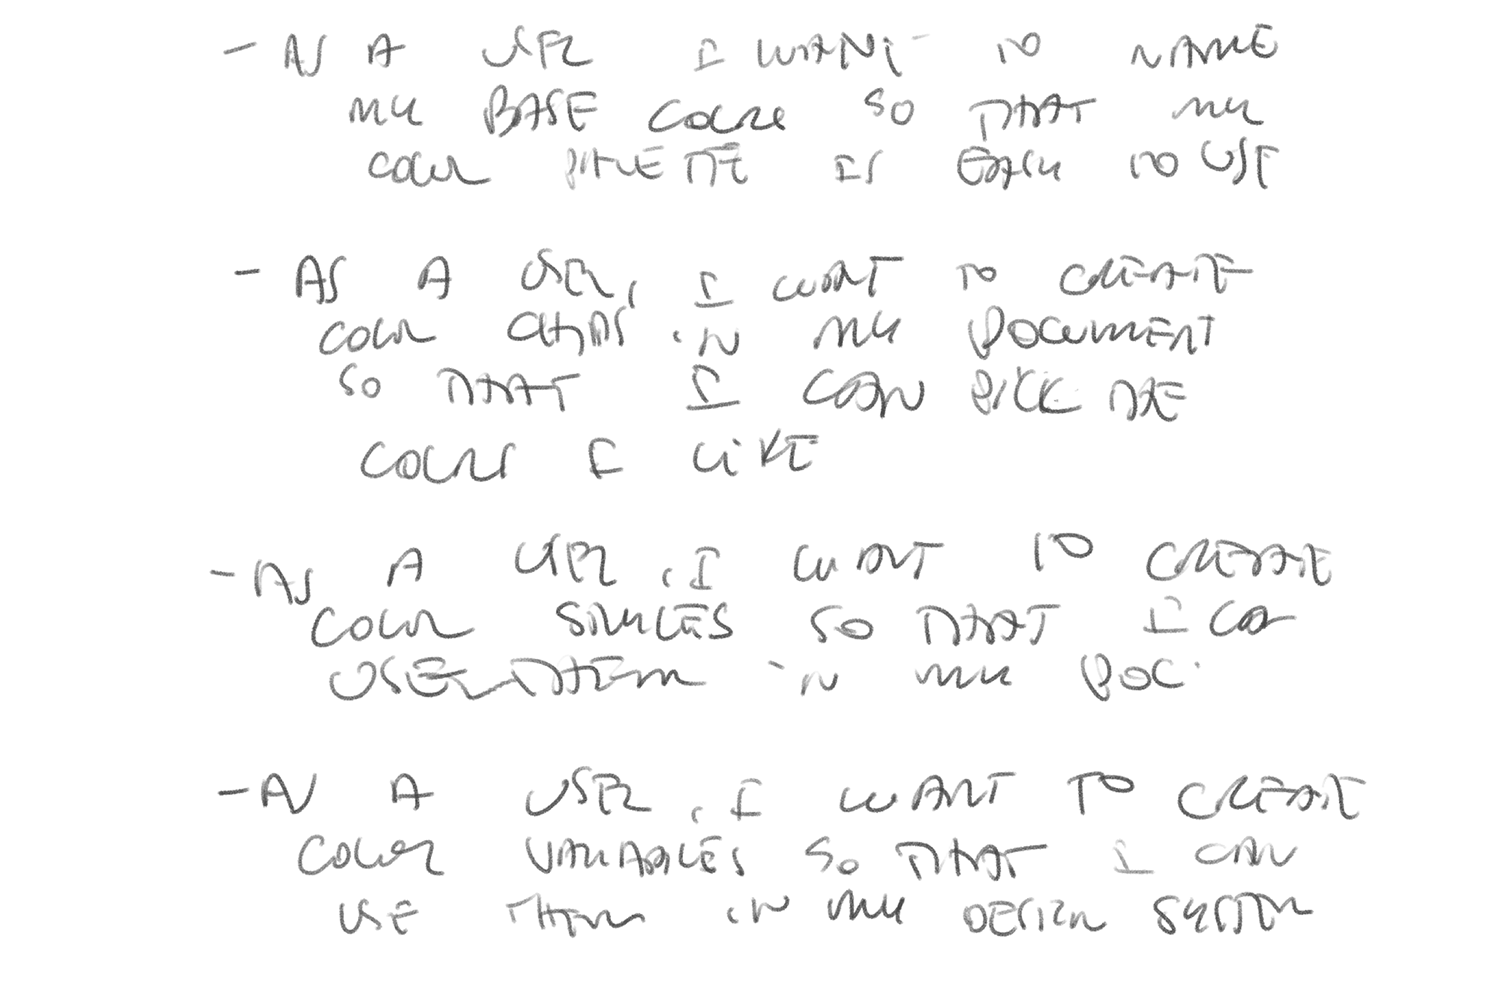 - AS A USER I WANT TO NAME
MY BASE COLORS SO THAT MY
COLOR PALETTE IS EASY TO USE
- AS A USER, I WANT TO CREATE
COLOR CHIPS IN MY DOCUMENT
SO THAT I CAN PICK THE
COLORS I LIKE
- AS A USER, I WANT TO CREATE
COLOR STYLES SO THAT I CAN
USE THEM IN MY DOC.
- AS A USER, I WANT TO CREATE
COLOR VARIABLES SO THAT I CAN
USE THEM IN MY DESIGN SYSTEM